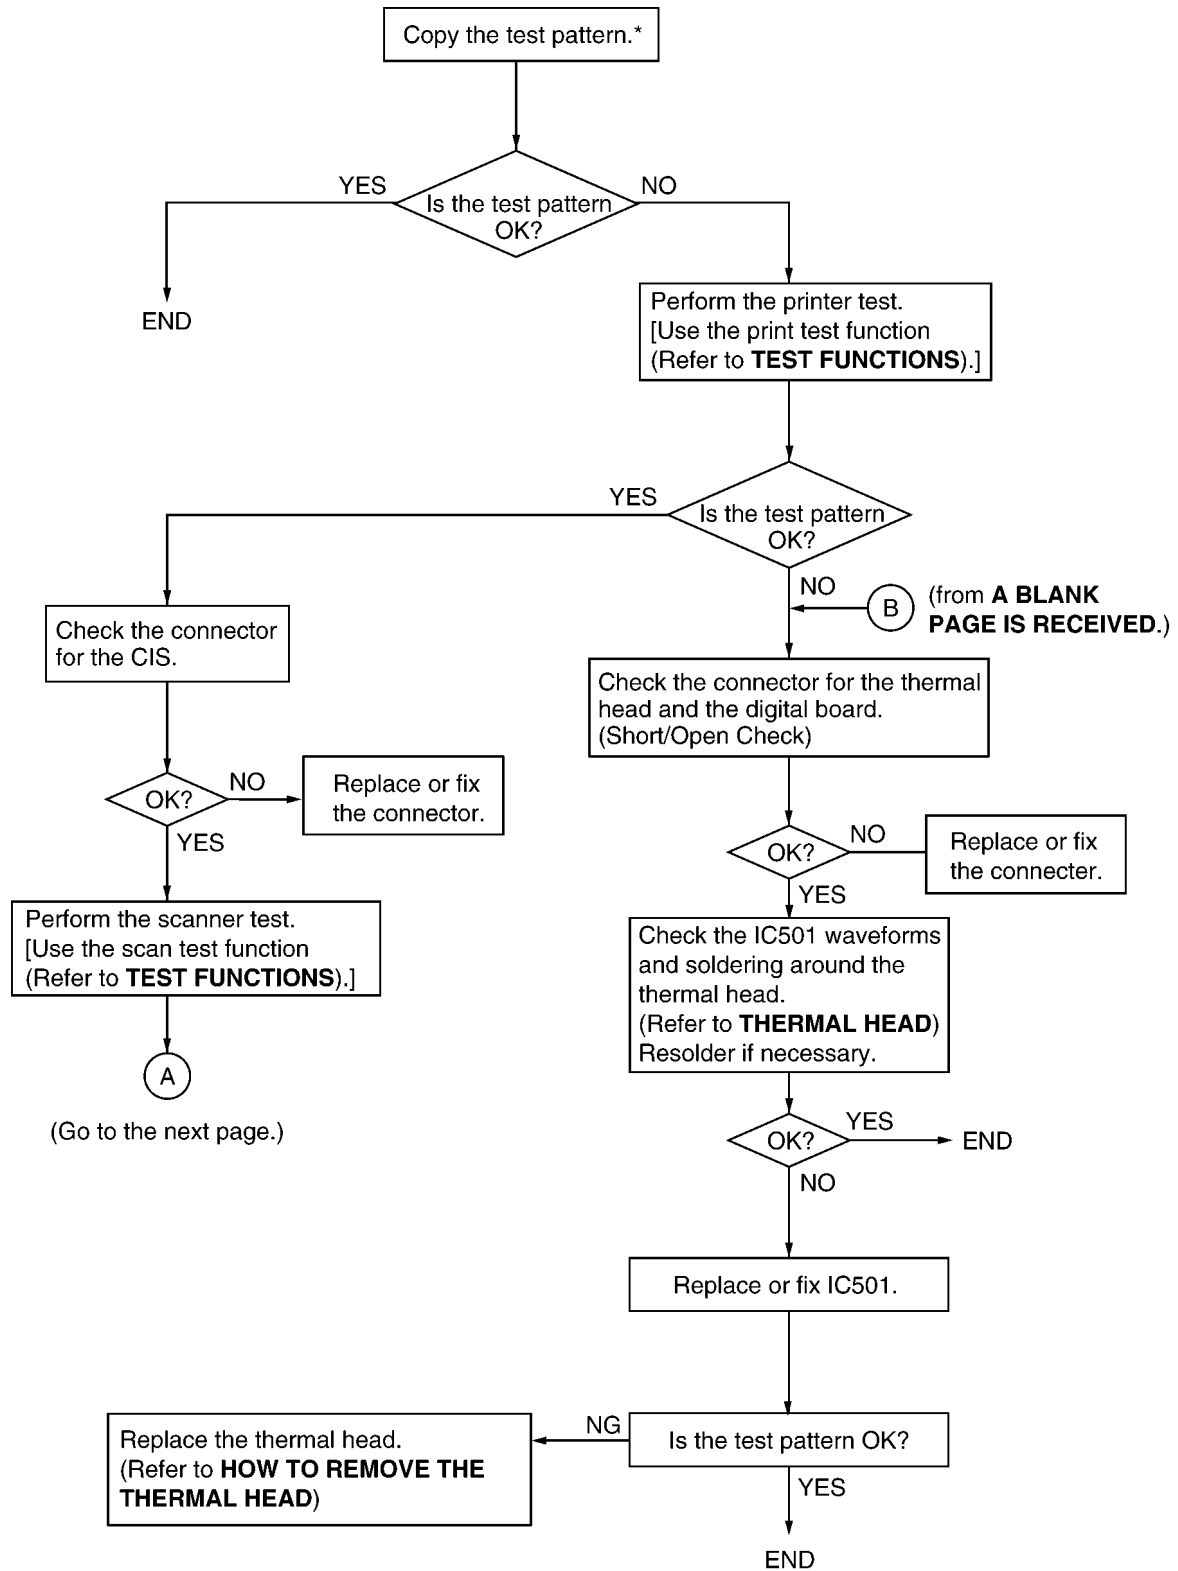 Copy the test pattern.*
YES
NO
Is the test pattern
OK?
END
Perform the printer test.
[Use the print test function
(Refer to TEST FUNCTIONS).]
YES
Is the test pattern
OK?
NO
B
(from A BLANK
PAGE IS RECEIVED.)
Check the connector
for the CIS.
Check the connector for the thermal
head and the digital board.
(Short/Open Check)
OK?
NO
Replace or fix
the connector.
YES
OK?
NO
Replace or fix
the connecter.
YES
Perform the scanner test.
[Use the scan test function
(Refer to TEST FUNCTIONS).]
Check the IC501 waveforms
and soldering around the
thermal head.
(Refer to THERMAL HEAD)
Resolder if necessary.
A
(Go to the next page.)
OK?
YES
END
NO
Replace or fix IC501.
Replace the thermal head.
(Refer to HOW TO REMOVE THE
THERMAL HEAD)
NG
Is the test pattern OK?
YES
END